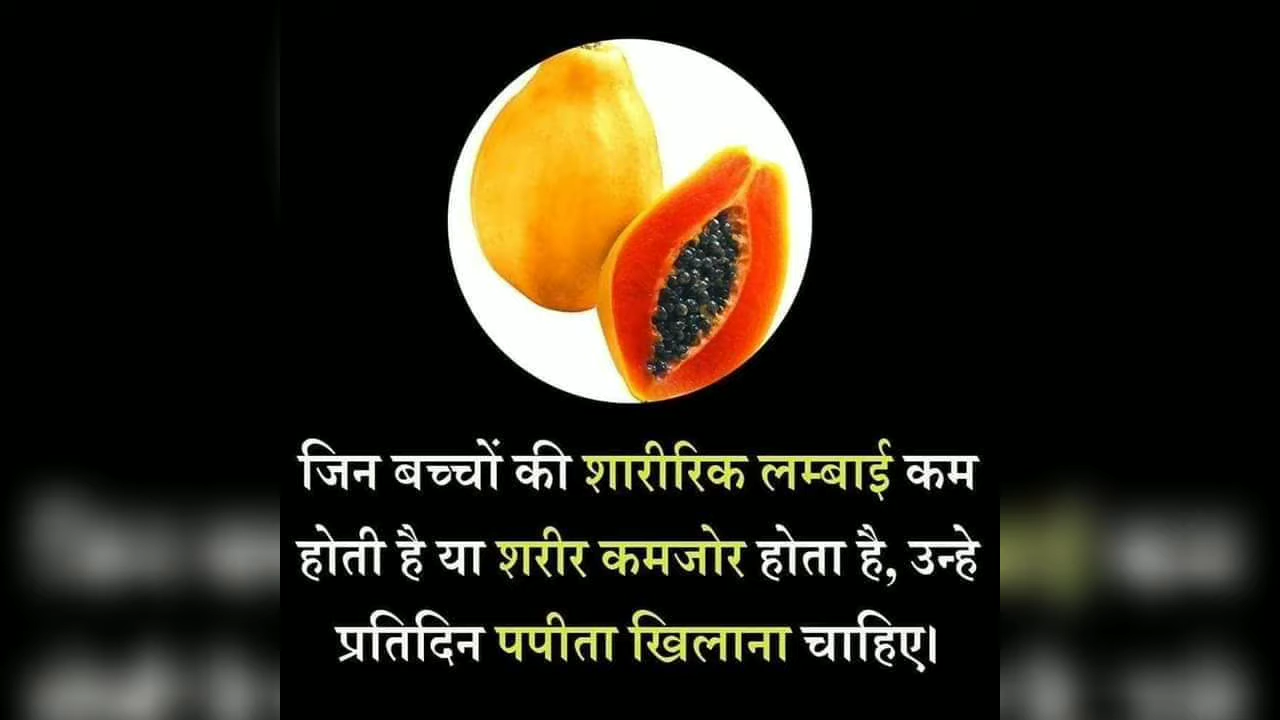 जिन बच्चों की शारीरिक लम्बाई कम
होती है या शरीर कमजोर होता है, उन्हे
प्रतिदिन पपीता खिलाना चाहिए।